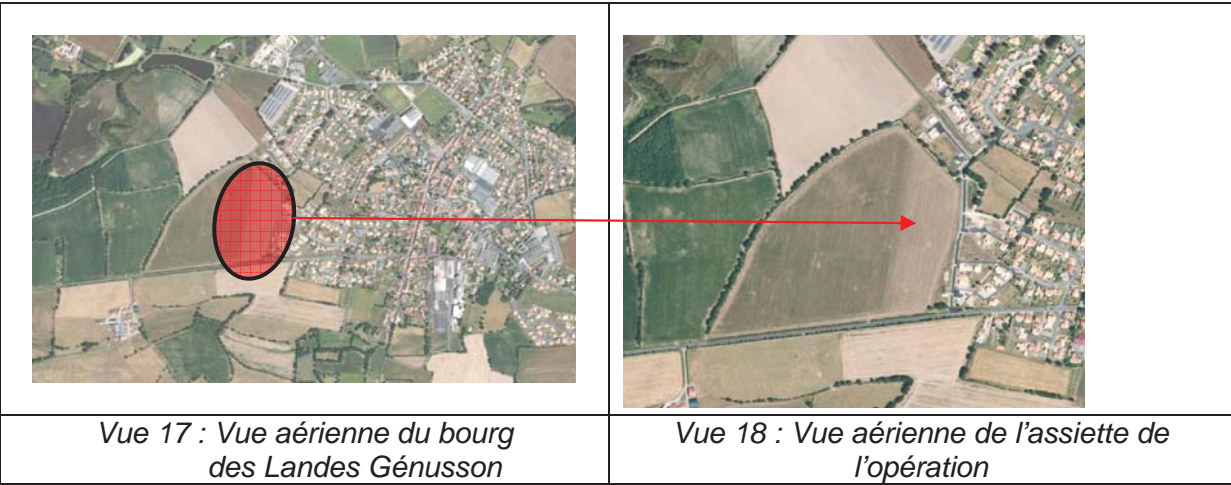 Vue 17 : Vue aérienne du bourg
des Landes Génusson
Vue 18 : Vue aérienne de l’assiette de
l’opération